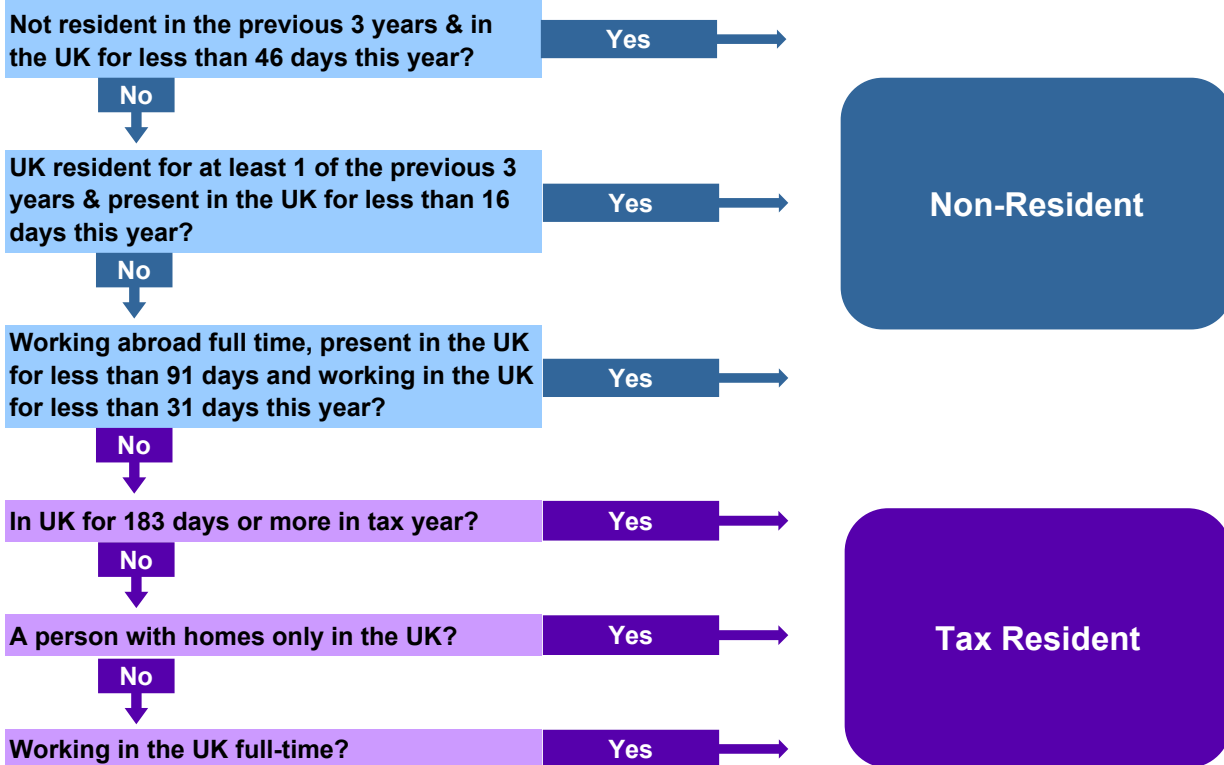 Not resident in the previous 3 years & in
the UK for less than 46 days this year?
Yes
No
UK resident for at least 1 of the previous 3
years & present in the UK for less than 16
days this year?
Yes
Non-Resident
No
Working abroad full time, present in the UK
for less than 91 days and working in the UK
for less than 31 days this year?
Yes
No
In UK for 183 days or more in tax year?
Yes
No
A person with homes only in the UK?
Yes
Tax Resident
No
Working in the UK full-time?
Yes